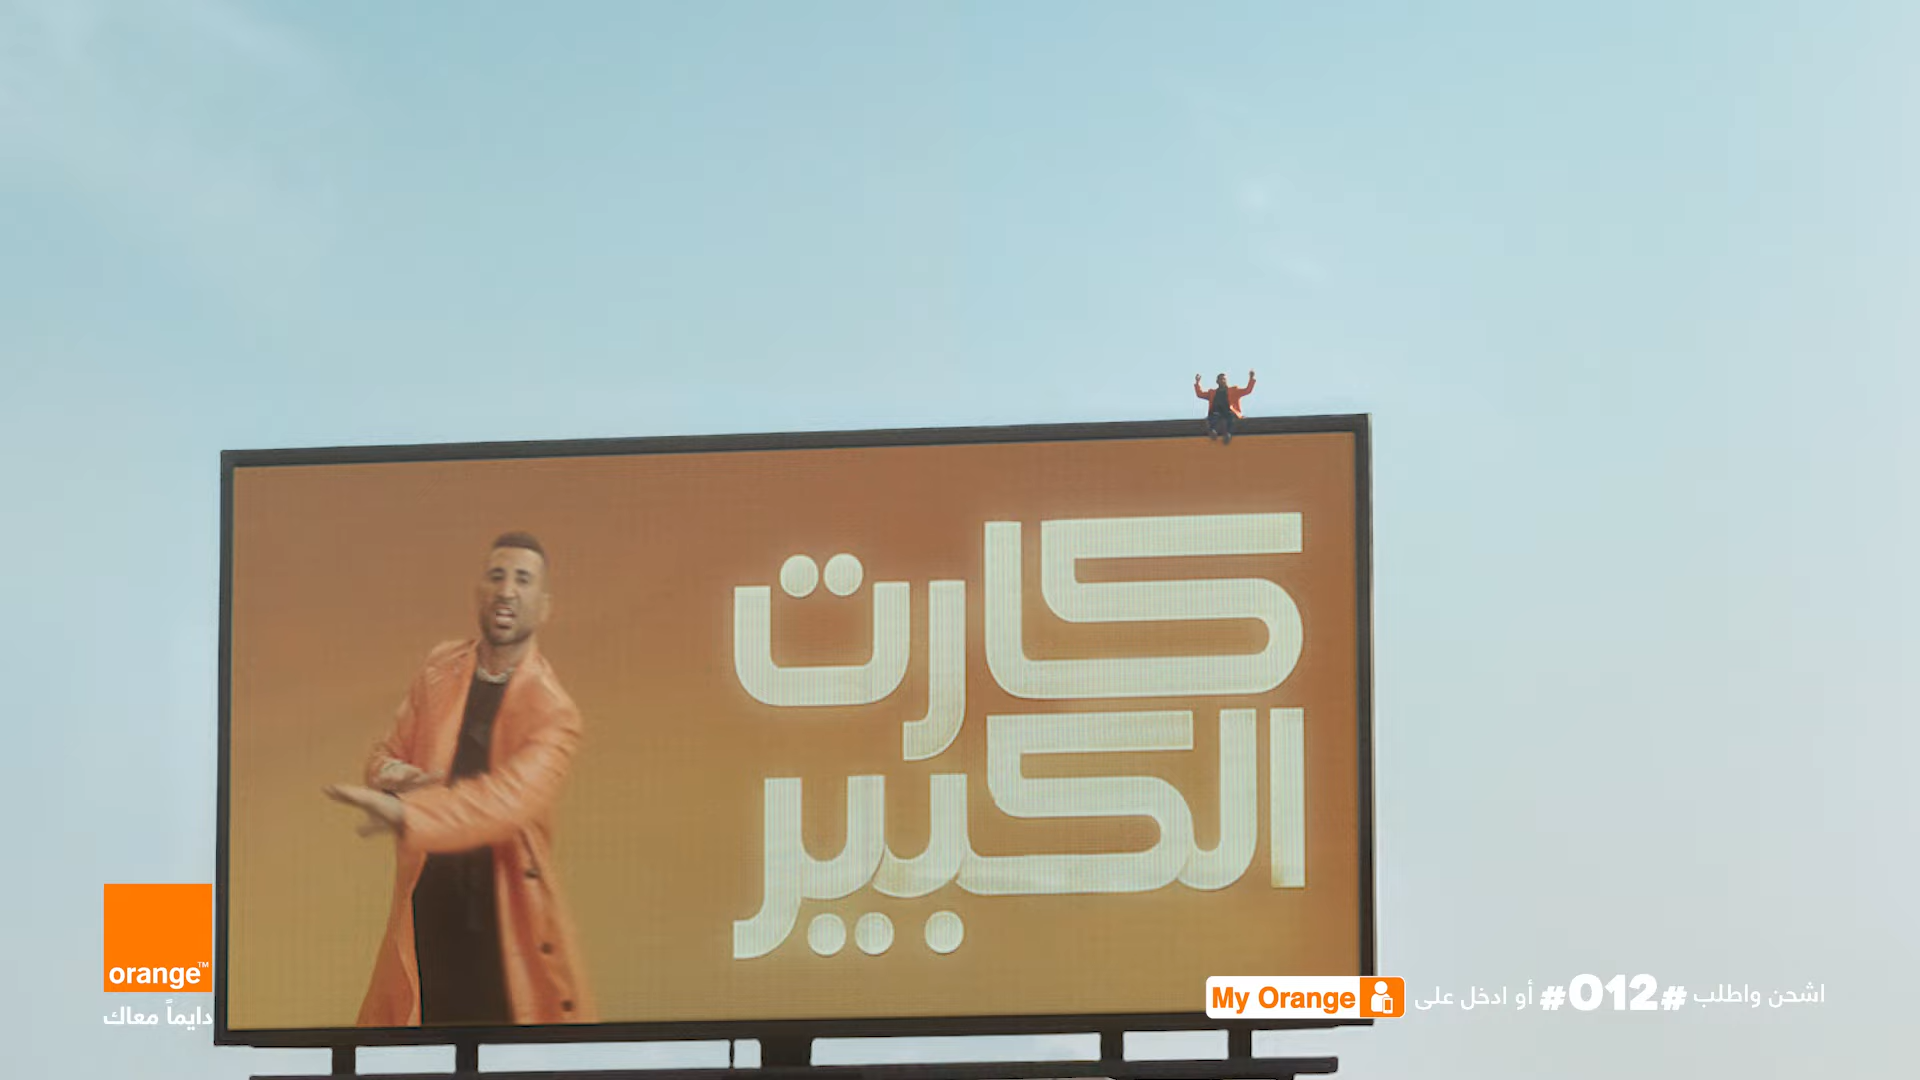 كارت
الكبير
orange™
دايماً معاك
اشحن واطلب #012# أو ادخل على My Orange